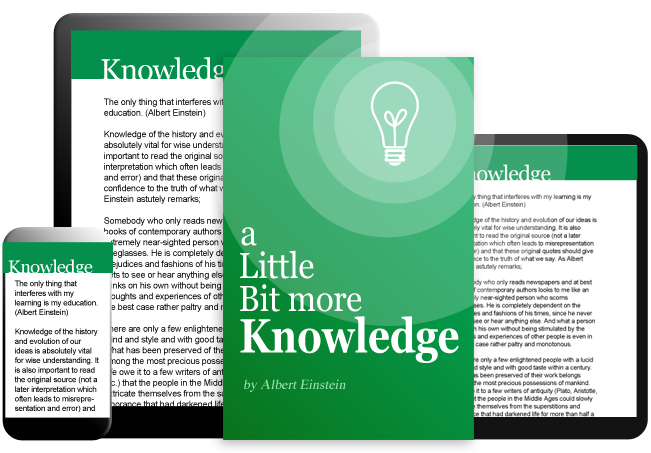 Knowledg
The only thing that interferes wit
education. (Albert Einstein)
Knowledge of the history and ev
absolutely vital for wise understa
important to read the original so
interpretation which often leads
and error) and that these origina
confidence to the truth of what w
Einstein astutely remarks;
Somebody who only reads news
books of contemporary authors
extremely near-sighted person
eyeglasses. He is completely de
prejudices and fashions of his ti
gets to see or hear anything else
thinks on his own without being
thoughts and experiences of oth
the best case rather paltry and m
There are only a few enlightene
mind and style and with good ta
What has been preserved of the
among the most precious posse
We owe it to a few writers of ant
etc.) that the people in the Midd
extricate themselves from the su
ignorance that had darkened life
Knowledge
The only thing that
interferes with my
learning is my education.
(Albert Einstein)
Knowledge of the history
and evolution of our
ideas is absolutely vital
for wise understanding. It
is also important to read
the original source (not a
later interpretation which
often leads to misrepre-
sentation and error) and
a
Little
Bit more
Knowledge
by Albert Einstein
owledge
y thing that interferes with my learning is my
on. (Albert Einstein)
dge of the history and evolution of our ideas is
ely vital for wise understanding. It is also
nt to read the original source (not a later
tation which often leads to misrepresentation
r) and that these original quotes should give
ce to the truth of what we say. As Albert
astutely remarks;
dy who only reads newspapers and at best
f contemporary authors looks to me like an
ly near-sighted person who scorns
ses. He is completely dependent on the
es and fashions of his times, since he never
see or hear anything else. And what a person
n his own without being stimulated by the
s and experiences of other people is even in
case rather paltry and monotonous.
re only a few enlightened people with a lucid
d style and with good taste within a century.
s been preserved of their work belongs
the most precious possessions of mankind.
it to a few writers of antiquity (Plato, Aristotle,
t the people in the Middle Ages could slowly
themselves from the superstitions and
ce that had darkened life for more than half a